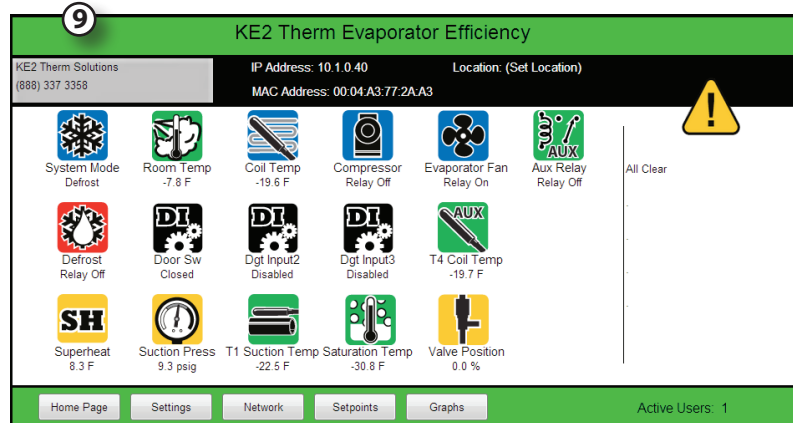 9
KE2 Therm Evaporator Efficiency
KE2 Therm Solutions
(888) 337 3358
IP Address: 10.1.0.40
Location: (Set Location)
MAC Address: 00:04:A3:77:2A:A3
AUX
System Mode
Defrost
Room Temp
-7.8 F
Coil Temp
-19.6 F
Compressor
Relay Off
Evaporator Fan
Relay On
Aux Relay
Relay Off
All Clear
DI
DI
DI
AUX
Defrost
Relay Off
Door Sw
Closed
Dgt Input2
Disabled
Dgt Input3
Disabled
T4 Coil Temp
-19.7 F
SH
Superheat
8.3 F
Suction Press
9.3 psig
T1 Suction Temp
-22.5 F
Saturation Temp
-30.8 F
Valve Position
0.0 %
Home Page
Settings
Network
Setpoints
Graphs
Active Users: 1